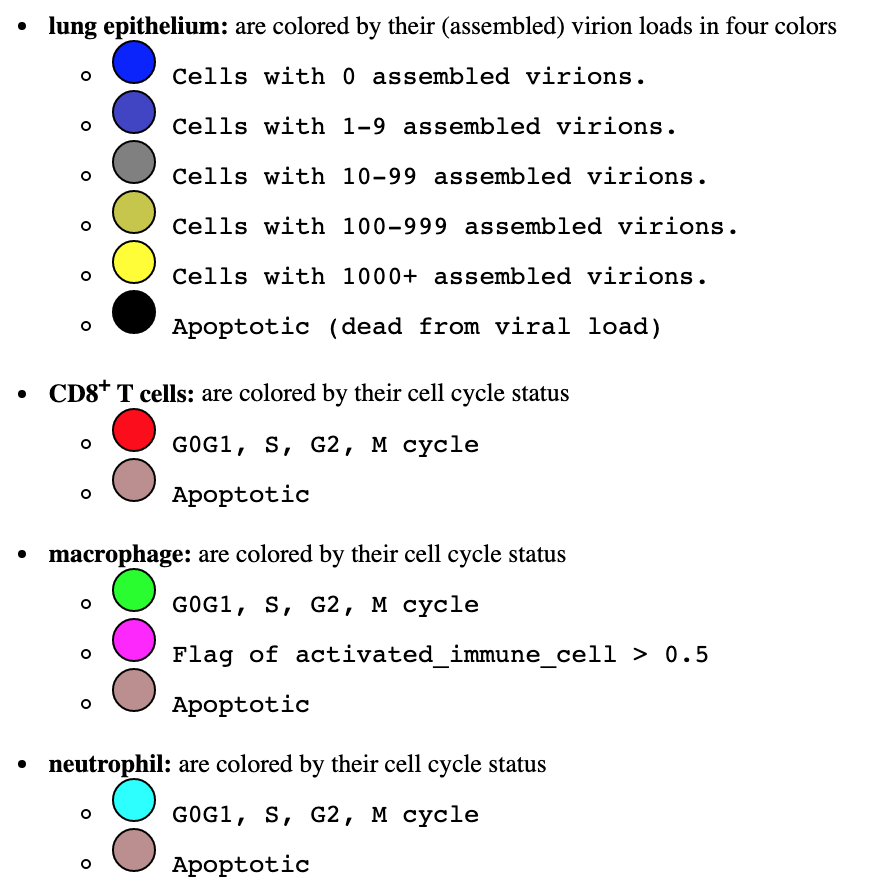 lung epithelium: are colored by their (assembled) virion loads in four colors
Cells with 0 assembled virions.
Cells with 1-9 assembled virions.
Cells with 10-99 assembled virions.
Cells with 100-999 assembled virions.
Cells with 1000+ assembled virions.
Apoptotic (dead from viral load)
CD8⁺ T cells: are colored by their cell cycle status
G0G1, S, G2, M cycle
Apoptotic
macrophage: are colored by their cell cycle status
G0G1, S, G2, M cycle
Flag of activated_immune_cell > 0.5
Apoptotic
neutrophil: are colored by their cell cycle status
G0G1, S, G2, M cycle
Apoptotic